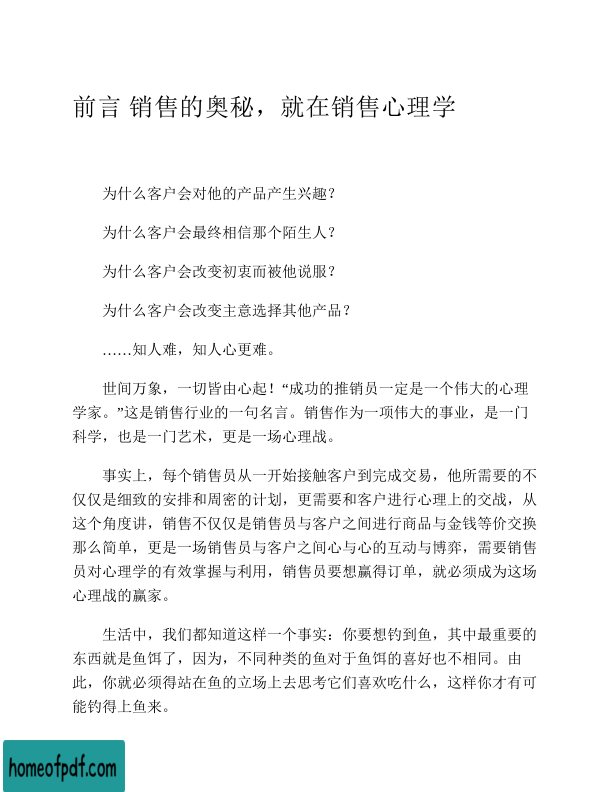 前言 销售的奥秘，就在销售心理学
为什么客户会对他的产品产生兴趣？
为什么客户会最终相信那个陌生人？
为什么客户会改变初衷而被他说服？
为什么客户会改变主意选择其他产品？
……知人难，知人心更难。
世间万象，一切皆由心起！“成功的推销员一定是一个伟大的心理
学家。”这是销售行业的一句名言。销售作为一项伟大的事业，是一门
科学，也是一门艺术，更是一场心理战。
事实上，每个销售员从一开始接触客户到完成交易，他所需要的不
仅仅是细致的安排和周密的计划，更需要和客户进行心理上的交战，从
这个角度讲，销售不仅仅是销售员与客户之间进行商品与金钱等价交换
那么简单，更是一场销售员与客户之间心与心的互动与博弈，需要销售
员对心理学的有效掌握与利用，销售员要想赢得订单，就必须成为这场
心理战的赢家。
生活中，我们都知道这样一个事实：你要想钓到鱼，其中最重要的
东西就是鱼饵了，因为，不同种类的鱼对于鱼饵的喜好也不相同。由
此，你就必须得站在鱼的立场上去思考它们喜欢吃什么，这样你才有可
能钓得上鱼来。
homeofpdf.com